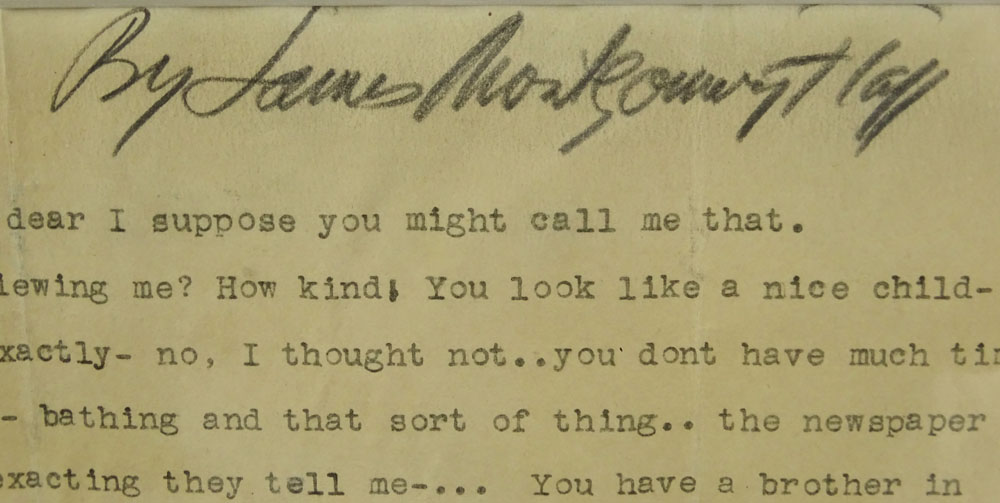 By James Montgomery Flagg
dear I suppose you might call me that.
iewing me? How kind! You look like a nice child-
xactly- no, I thought not..you dont have much tim
- bathing and that sort of thing.. the newspaper
exacting they tell me-... You have a brother in